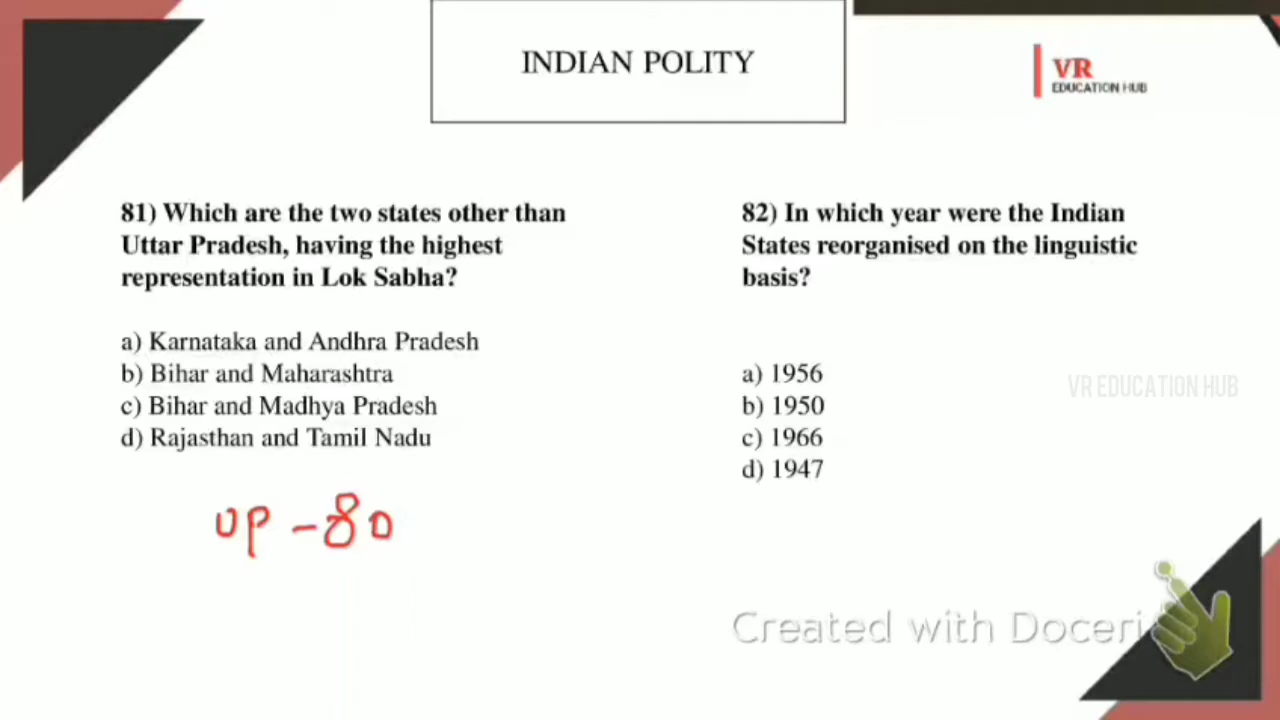 INDIAN POLITY
VR
EDUCATION HUB
81) Which are the two states other than
Uttar Pradesh, having the highest
representation in Lok Sabha?
a) Karnataka and Andhra Pradesh
b) Bihar and Maharashtra
c) Bihar and Madhya Pradesh
d) Rajasthan and Tamil Nadu
UP - 80
82) In which year were the Indian
States reorganised on the linguistic
basis?
a) 1956
b) 1950
c) 1966
d) 1947
VR EDUCATION HUB
Created with Doceri